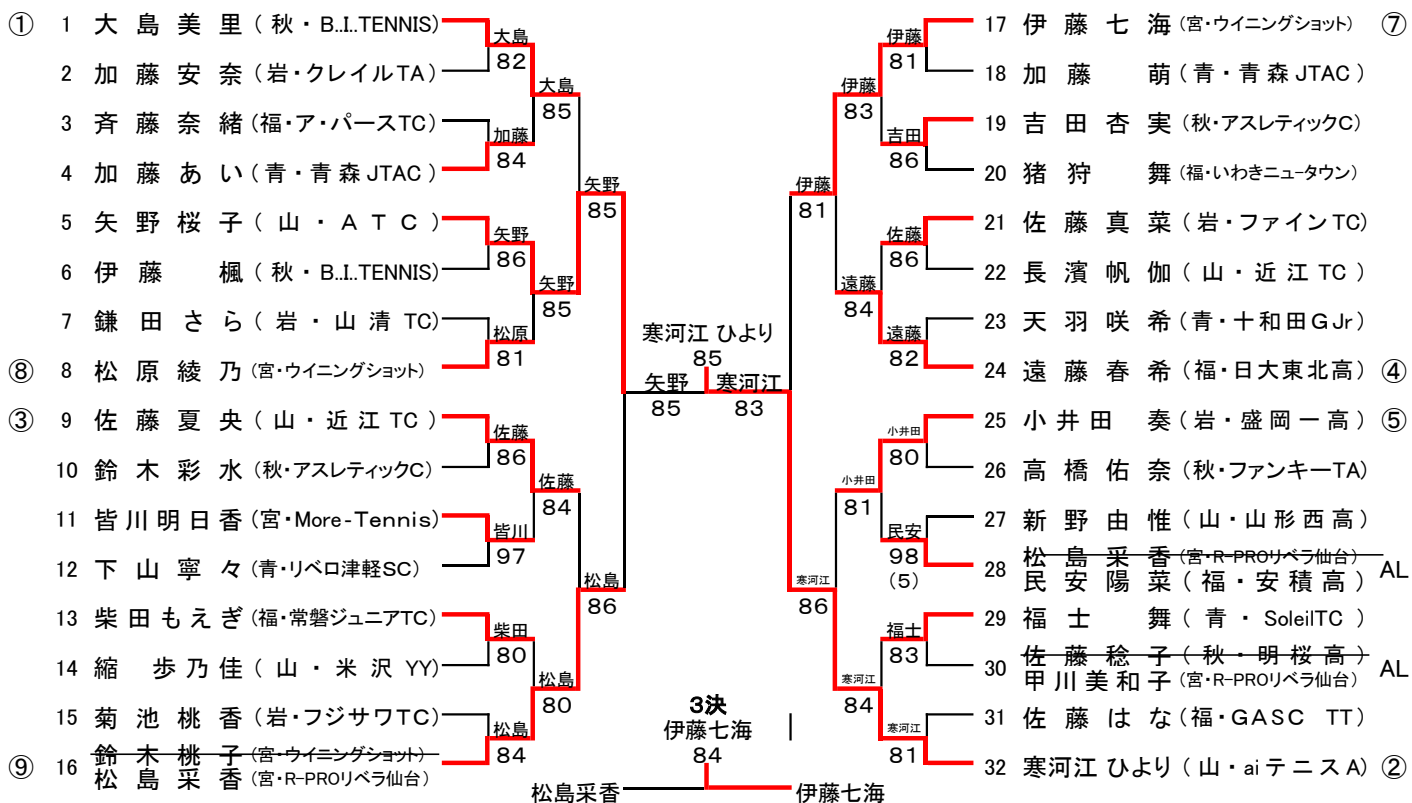 ① 1 大島美里(秋・B.I..TENNIS)
2 加藤安奈(岩・クレイルTA)
3 斉藤奈緒(福・ア・パースTC)
4 加藤あい(青・青森JTAC)
5 矢野桜子(山・ATC)
6 伊藤 楓(秋・B.I..TENNIS)
7 鎌田さら(岩・山清TC)
⑧ 8 松原綾乃(宮・ウイニングショット)
③ 9 佐藤夏央(山・近江TC)
10 鈴木彩水(秋・アスレティックC)
11 皆川明日香(宮・More-Tennis)
12 下山寧々(青・リベロ津軽SC)
13 柴田もえぎ(福・常磐ジュニアTC)
14 縮 歩乃佳(山・米沢YY)
15 菊池桃香(岩・フジサワTC)
鈴木桃子(宮・ウイニングショット)
⑨ 16 松島采香(宮・R-PROリベラ仙台)
大島
82
加藤
84
矢野
86
松原
81
佐藤
86
皆川
97
柴田
80
松島
84
大島
85
矢野
85
佐藤
84
松島
80
矢野
85
松島
86
矢野
85
寒河江 ひより
85
寒河江
83
3決
伊藤七海
84
松島采香
伊藤七海
伊藤
81
寒河江
86
伊藤
83
遠藤
84
小井田
81
寒河江
84
伊藤
81
吉田
86
佐藤
86
遠藤
82
小井田
80
民安
98
(5)
福士
83
寒河江
81
17 伊藤七海(宮・ウイニングショット) ⑦
18 加藤 萌(青・青森JTAC)
19 吉田杏実(秋・アスレティックC)
20 猪狩 舞(福・いわきニュータウン)
21 佐藤真菜(岩・ファインTC)
22 長濱帆伽(山・近江TC)
23 天羽咲希(青・十和田GJr)
24 遠藤春希(福・日大東北高) ④
25 小井田 奏(岩・盛岡一高) ⑤
26 高橋佑奈(秋・ファンキーTA)
27 新野由惟(山・山形西高)
松島采香(宮・R-PROリベラ仙台)
28 民安陽菜(福・安積高) AL
29 福士 舞(青・SoleilTC)
佐藤稔子(秋・明桜高)
30 甲川美和子(宮・R-PROリベラ仙台) AL
31 佐藤はな(福・GASC TT)
32 寒河江ひより(山・aiテニスA) ②